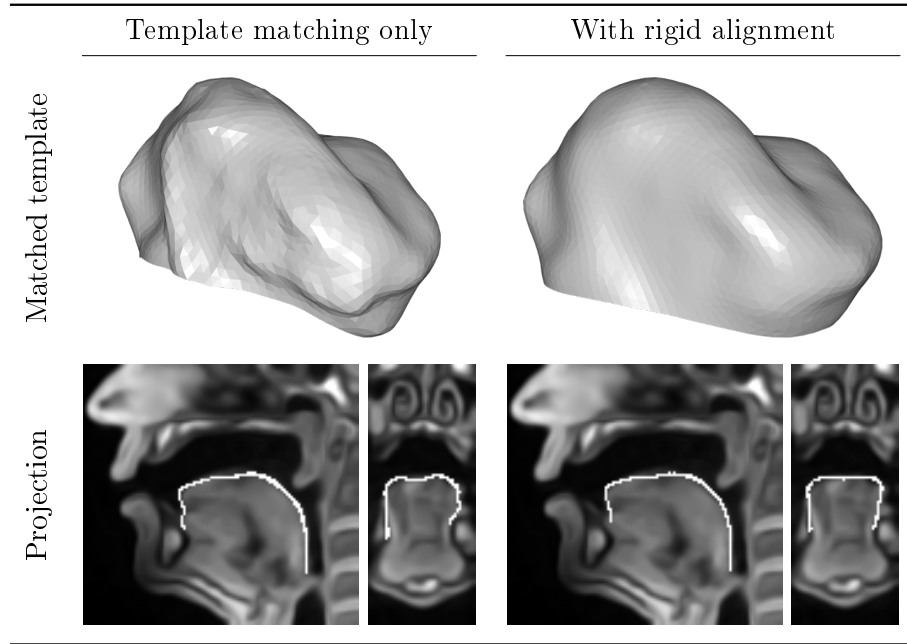 Template matching only
With rigid alignment
Matched template
Projection